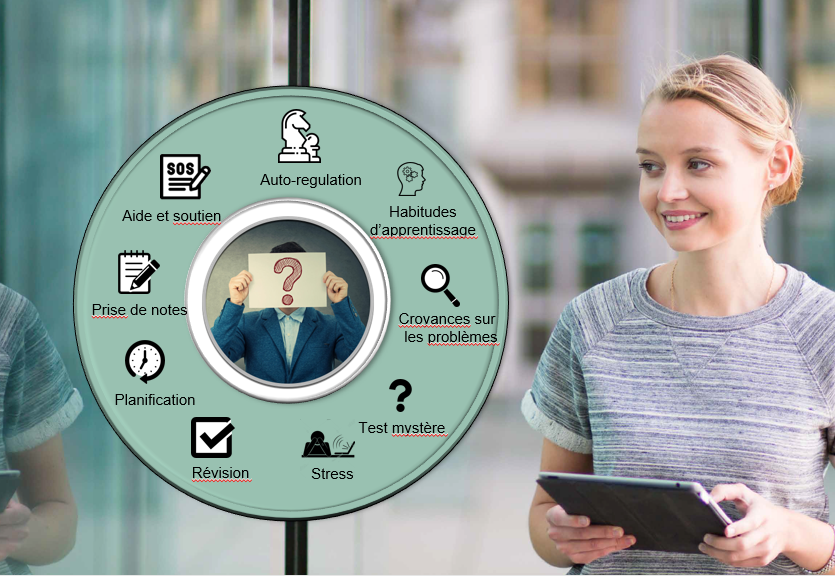 Auto-regulation
SOS
Aide et soutien
Habitudes
d'apprentissage
?
Prise de notes
Croyances sur
les problèmes
Planification
?
Test mystère
Révision
Stress